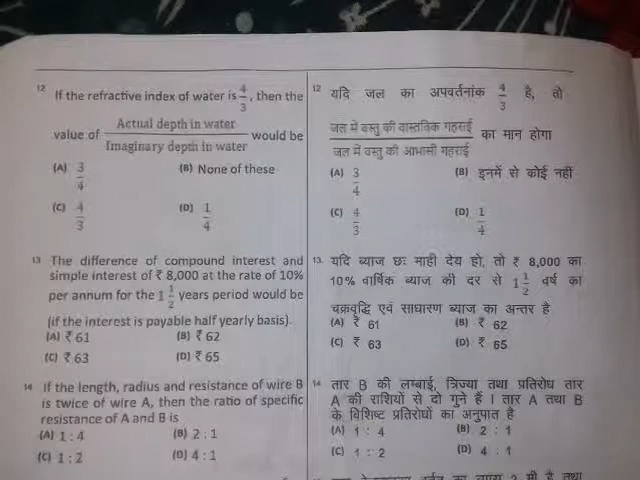 12 If the refractive index of water is 4/3, then the
value of Actual depth in water / Imaginary depth in water would be
(A) 3/4 (B) None of these
(C) 4/3 (D) 1/4
13 The difference of compound interest and
simple interest of ₹ 8,000 at the rate of 10%
per annum for the 1 1/2 years period would be
(if the interest is payable half yearly basis).
(A) ₹ 61 (B) ₹ 62
(C) ₹ 63 (D) ₹ 65
14 If the length, radius and resistance of wire B
is twice of wire A, then the ratio of specific
resistance of A and B is
(A) 1 : 4 (B) 2 : 1
(C) 1 : 2 (D) 4 : 1
12 यदि जल का अपवर्तनांक 4/3 है, तो
जल में वस्तु की वास्तविक गहराई / जल में वस्तु की आभासी गहराई का मान होगा
(A) 3/4 (B) इनमें से कोई नहीं
(C) 4/3 (D) 1/4
13. यदि ब्याज छः माही देय हो, तो ₹ 8,000 का
10% वार्षिक ब्याज की दर से 1 1/2 वर्ष का
चक्रवृद्धि एवं साधारण ब्याज का अन्तर है
(A) ₹ 61 (B) ₹ 62
(C) ₹ 63 (D) ₹ 65
14 तार B की लम्बाई, त्रिज्या तथा प्रतिरोध तार
A की राशियों से दो गुने हैं । तार A तथा B
के विशिष्ट प्रतिरोधों का अनुपात है
(A) 1 : 4 (B) 2 : 1
(C) 1 : 2 (D) 4 : 1